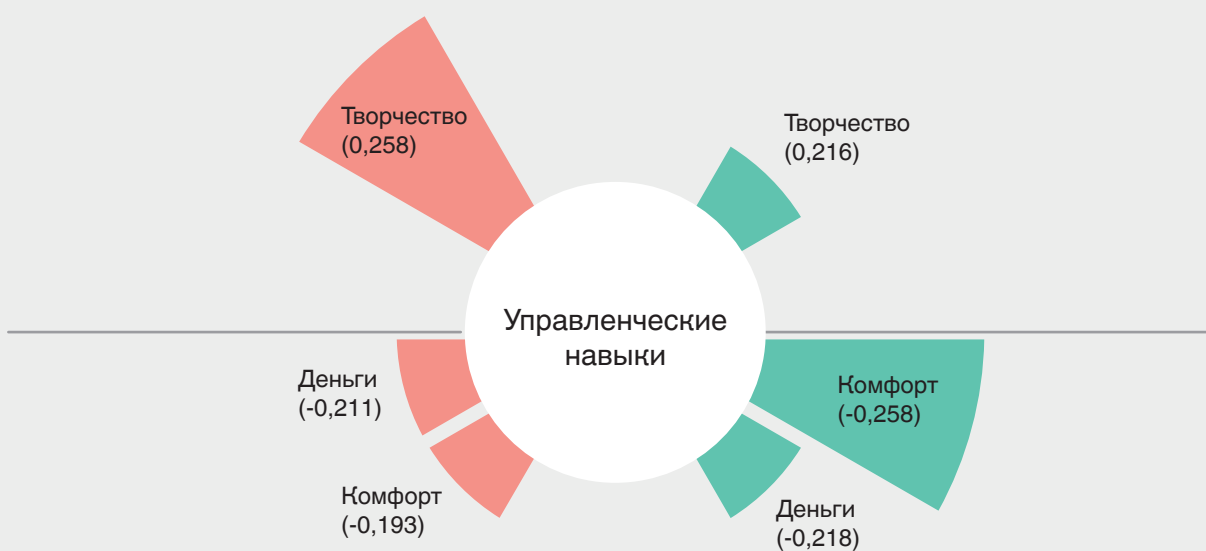 Творчество
(0,258)
Творчество
(0,216)
Управленческие
навыки
Деньги
(-0,211)
Комфорт
(-0,258)
Комфорт
(-0,193)
Деньги
(-0,218)